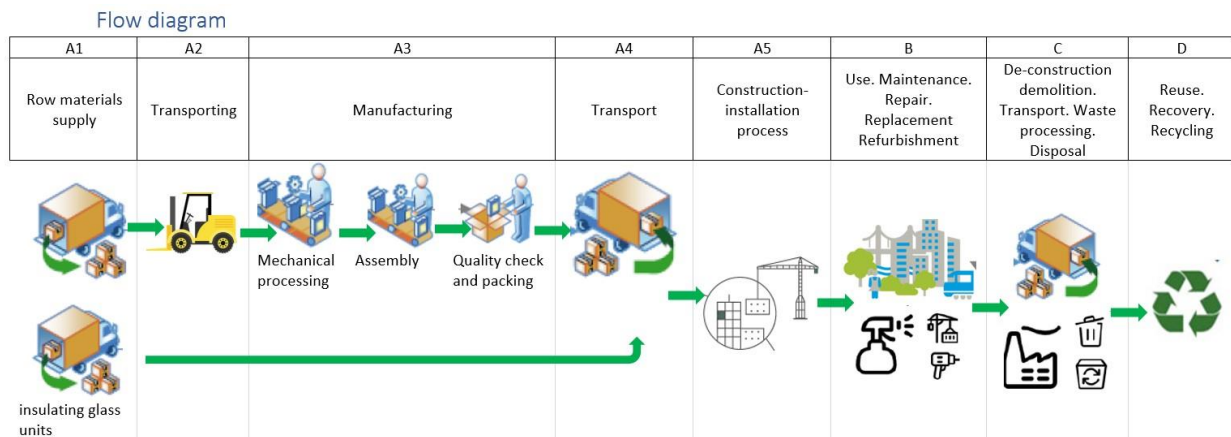 Flow diagram
A1
A2
A3
A4
A5
B
C
D
Row materials
supply
Transporting
Manufacturing
Transport
Construction-
installation
process
Use. Maintenance.
Repair.
Replacement
Refurbishment
De-construction
demolition.
Transport. Waste
processing.
Disposal
Reuse.
Recovery.
Recycling
Mechanical
processing
Assembly
Quality check
and packing
insulating glass
units